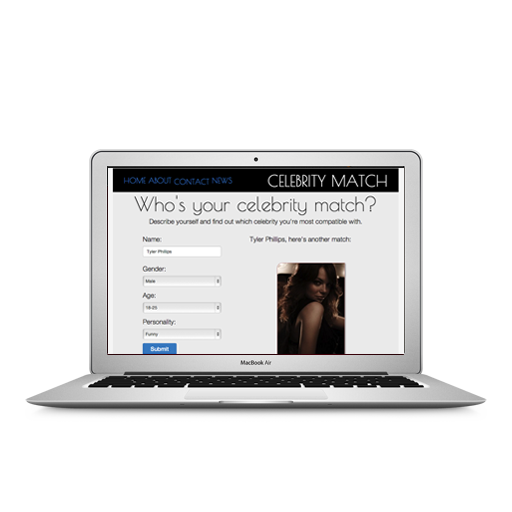 HOME ABOUT CONTACT NEWS
CELEBRITY MATCH
Who's your celebrity match?
Describe yourself and find out which celebrity you're most compatible with.
Name:
Tyler Phillips, here's another match:
Tyler Phillips
Gender:
Male
Age:
18-25
Personality:
Funny
Submit
MacBook Air